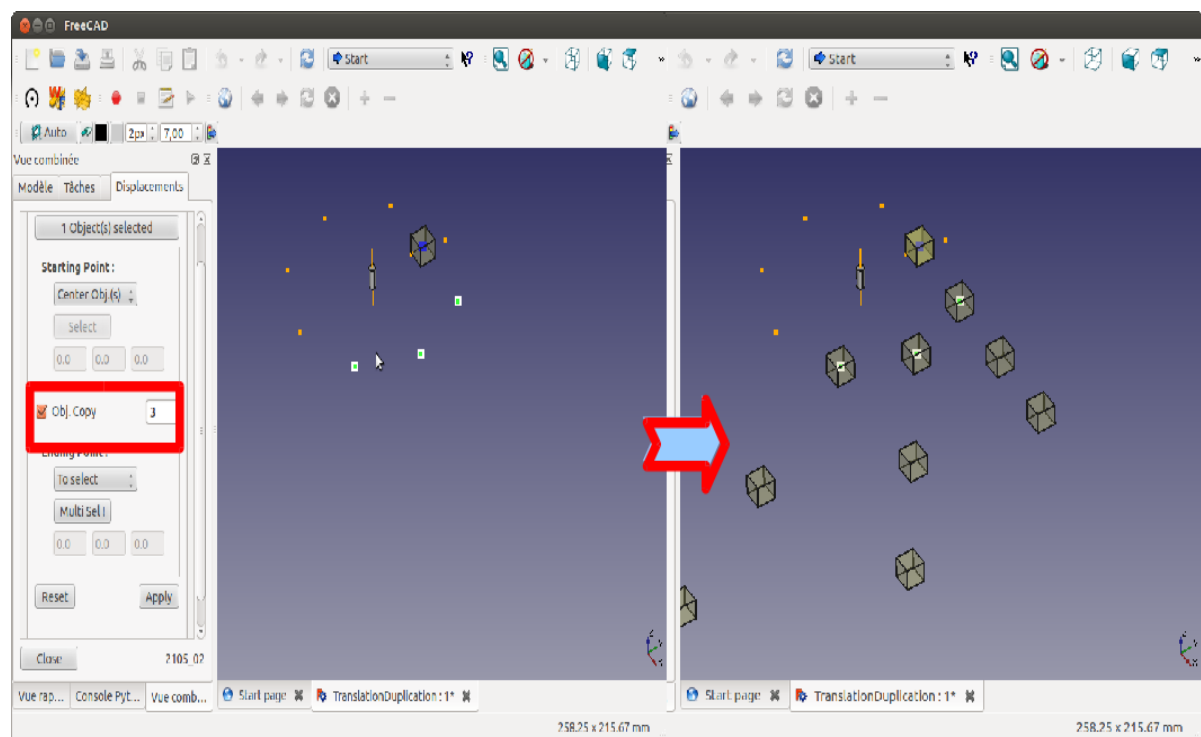 FreeCAD
Start
Start
Auto 2px 7,00
Vue combinée
Modèle Tâches Displacements
1 Object(s) selected
Starting Point :
Center Obj.(s)
Select
0.0 0.0 0.0
Obj. Copy 3
Ending Point :
To select
Multi Sel !
0.0 0.0 0.0
Reset Apply
Close 2105_02
Vue rap... Console Pyt... Vue comb...
Start page TranslationDuplication : 1*
Start page TranslationDuplication : 1*
258.25 x 215.67 mm
258.25 x 215.67 mm